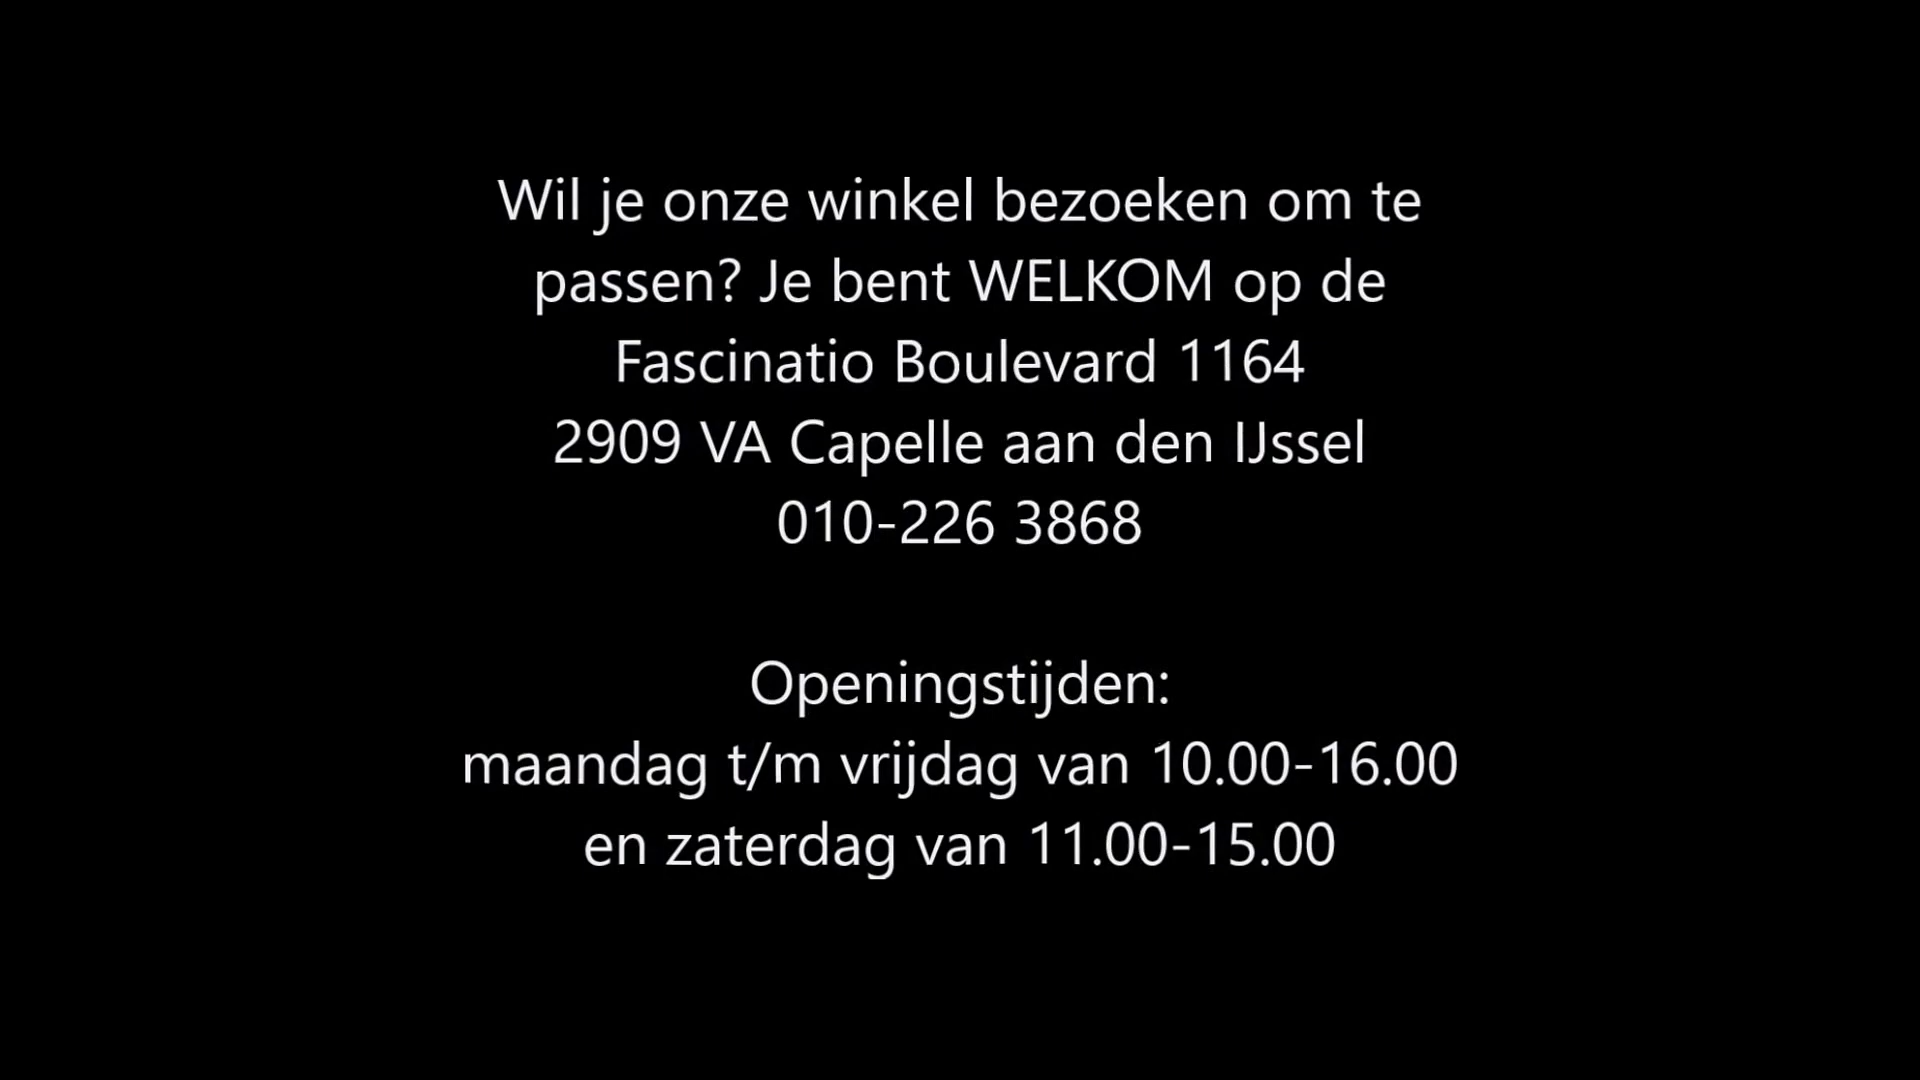 Wil je onze winkel bezoeken om te
passen? Je bent WELKOM op de
Fascinatio Boulevard 1164
2909 VA Capelle aan den IJssel
010-226 3868
Openingstijden:
maandag t/m vrijdag van 10.00-16.00
en zaterdag van 11.00-15.00